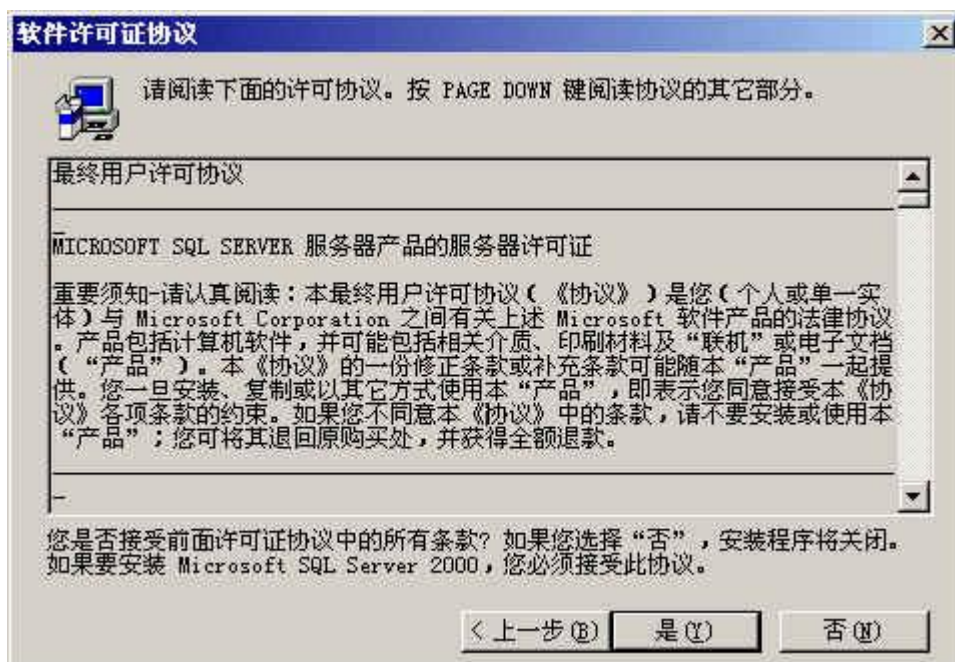 软件许可证协议
请阅读下面的许可协议。按 PAGE DOWN 键阅读协议的其它部分。
最终用户许可协议
MICROSOFT SQL SERVER 服务器产品的服务器许可证
重要须知-请认真阅读：本最终用户许可协议（《协议》）是您（个人或单一实
体）与 Microsoft Corporation 之间有关上述 Microsoft 软件产品的法律协议
。产品包括计算机软件，并可能包括相关介质、印刷材料及“联机”或电子文档
（“产品”）。本《协议》的一份修正条款或补充条款可能随本“产品”一起提
供。您一旦安装、复制或以其它方式使用本“产品”，即表示您同意接受本《协
议》各项条款的约束。如果您不同意本《协议》中的条款，请不要安装或使用本
“产品”；您可将其退回原购买处，并获得全额退款。
您是否接受前面许可证协议中的所有条款？如果您选择“否”，安装程序将关闭。
如果要安装 Microsoft SQL Server 2000，您必须接受此协议。
< 上一步(B) 是(Y) 否(N)